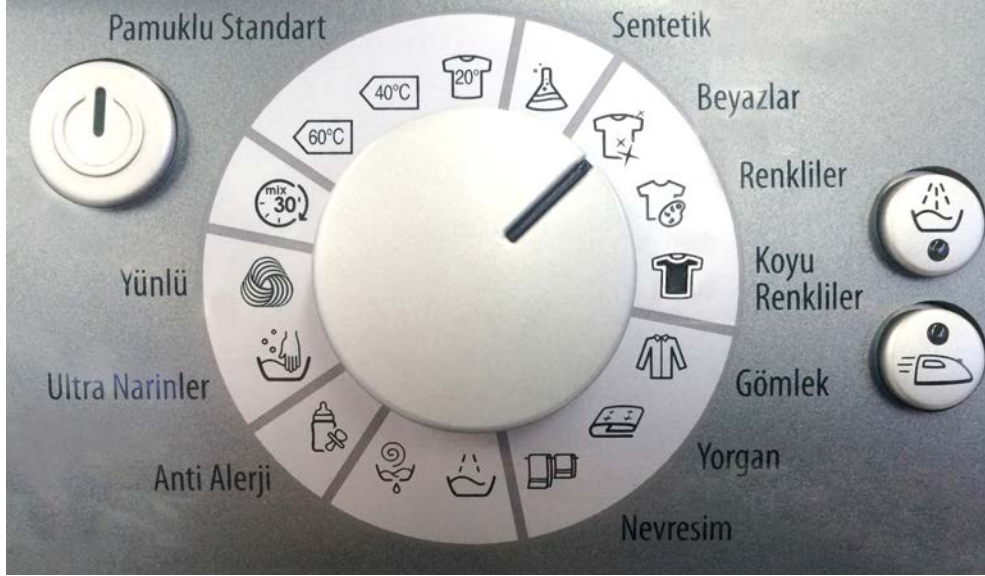 Pamuklu Standart
Sentetik
40°C
20°
Beyazlar
60°C
Renkliler
mix
30'
Koyu
Renkliler
Yünlü
Ultra Narinler
Gömlek
Anti Alerji
Yorgan
Nevresim